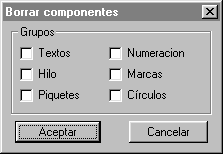 Borrar componentes
Grupos
Textos Numeracion
Hilo Marcas
Piquetes Círculos
Aceptar Cancelar